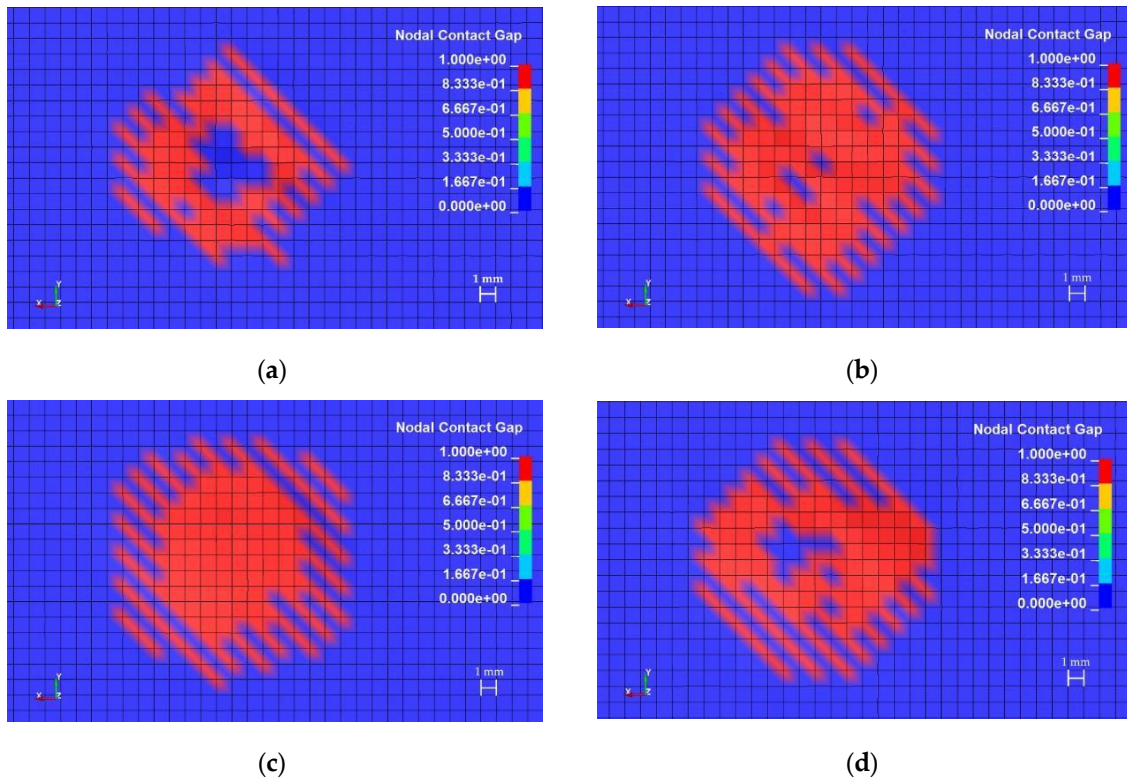 Nodal Contact Gap
1.000e+00
8.333e-01
6.667e-01
5.000e-01
3.333e-01
1.667e-01
0.000e+00
1 mm
Y
X
Z
(a)
Nodal Contact Gap
1.000e+00
8.333e-01
6.667e-01
5.000e-01
3.333e-01
1.667e-01
0.000e+00
1 mm
Y
X
Z
(b)
Nodal Contact Gap
1.000e+00
8.333e-01
6.667e-01
5.000e-01
3.333e-01
1.667e-01
0.000e+00
1 mm
Y
X
Z
(c)
Nodal Contact Gap
1.000e+00
8.333e-01
6.667e-01
5.000e-01
3.333e-01
1.667e-01
0.000e+00
1 mm
Y
X
Z
(d)